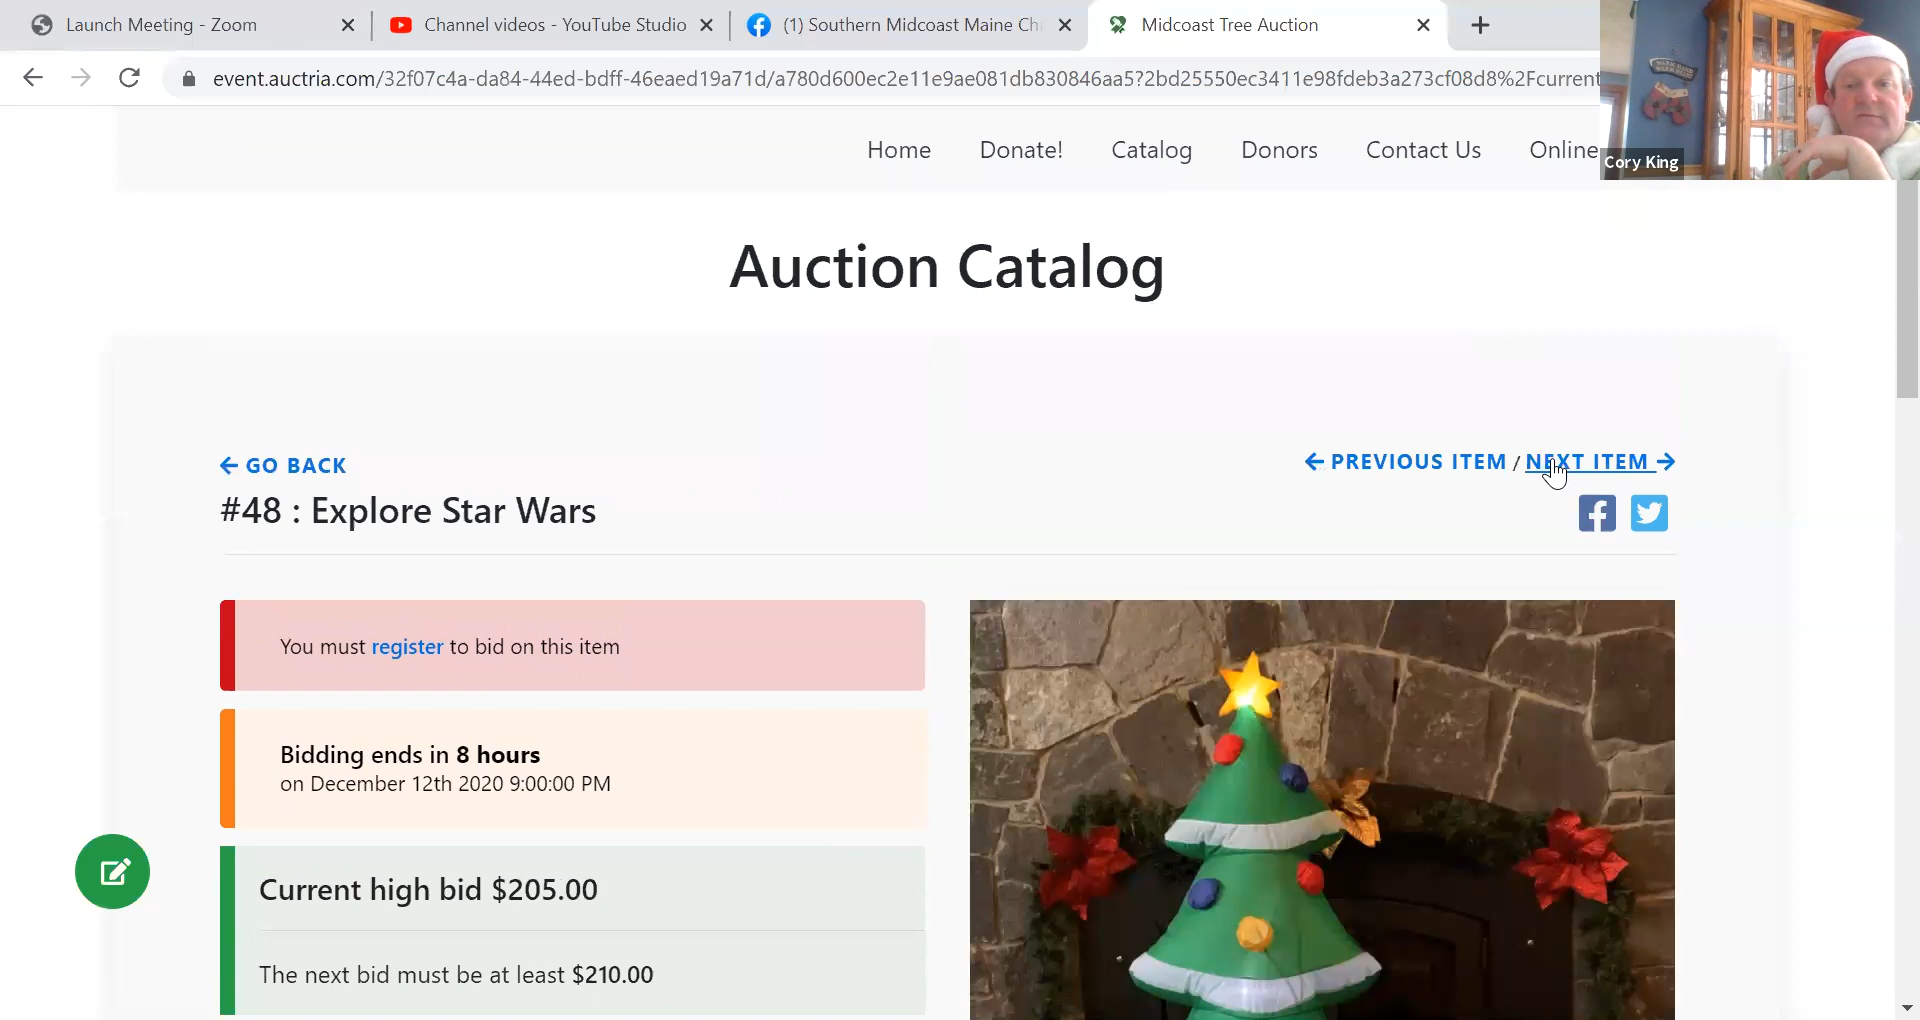 Launch Meeting - Zoom
Channel videos - YouTube Studio
(1) Southern Midcoast Maine Ch
Midcoast Tree Auction
event.auctria.com/32f07c4a-da84-44ed-bdff-46eaed19a71d/a780d600ec2e11e9ae081db830846aa5?2bd25550ec3411e98fdeb3a273cf08d8%2Fcurrent
Cory King
Home
Donate!
Catalog
Donors
Contact Us
Online
Auction Catalog
GO BACK
PREVIOUS ITEM / NEXT ITEM
#48 : Explore Star Wars
You must register to bid on this item
Bidding ends in 8 hours
on December 12th 2020 9:00:00 PM
Current high bid $205.00
The next bid must be at least $210.00